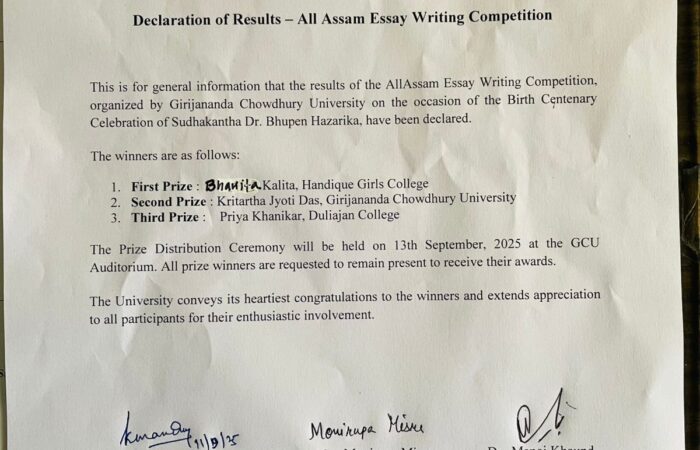 Declaration of Results – All Assam Essay Writing Competition
This is for general information that the results of the AllAssam Essay Writing Competition,
organized by Girijananda Chowdhury University on the occasion of the Birth Centenary
Celebration of Sudhakantha Dr. Bhupen Hazarika, have been declared.
The winners are as follows:
1. First Prize : Bhanita Kalita, Handique Girls College
2. Second Prize : Kritartha Jyoti Das, Girijananda Chowdhury University
3. Third Prize : Priya Khanikar, Duliajan College
The Prize Distribution Ceremony will be held on 13th September, 2025 at the GCU
Auditorium. All prize winners are requested to remain present to receive their awards.
The University conveys its heartiest congratulations to the winners and extends appreciation
to all participants for their enthusiastic involvement.